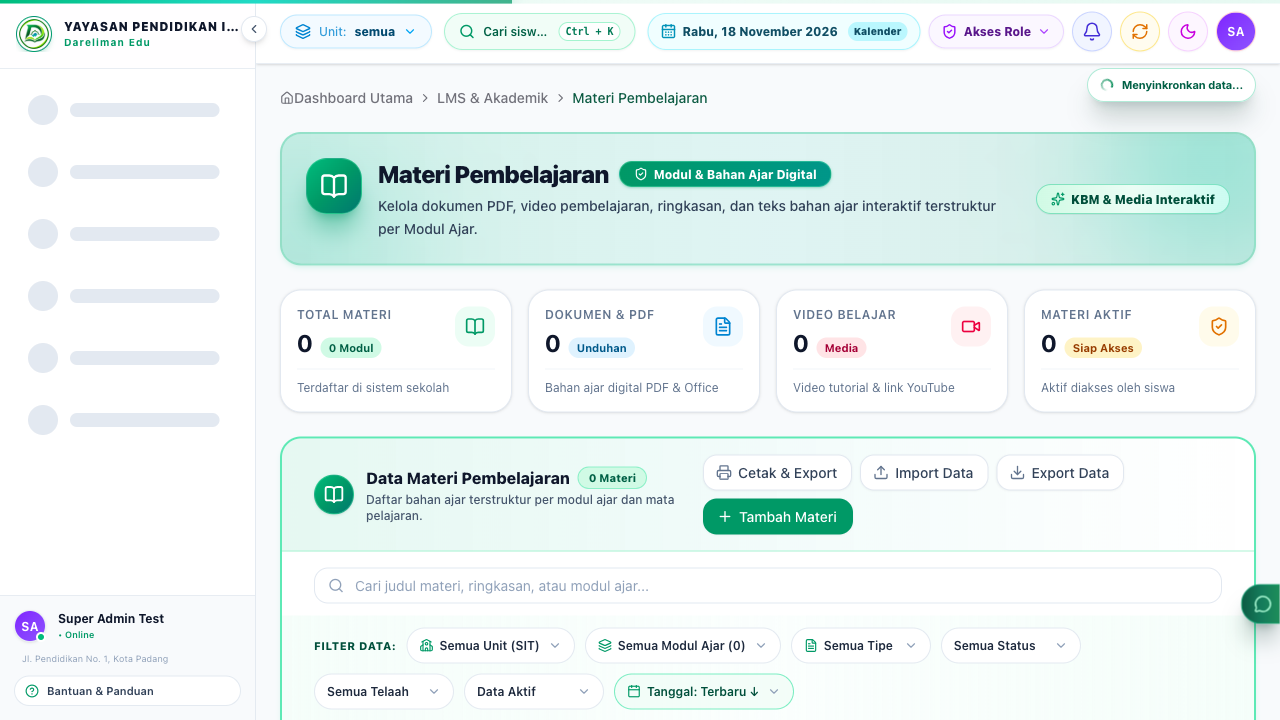 YAYASAN PENDIDIKAN I...
Dareliman Edu
Unit: semua
Cari sisw...
Ctrl + K
Rabu, 18 November 2026
Kalender
Akses Role
SA
Dashboard Utama
LMS & Akademik
Materi Pembelajaran
Menyinkronkan data...
Materi Pembelajaran
Modul & Bahan Ajar Digital
Kelola dokumen PDF, video pembelajaran, ringkasan, dan teks bahan ajar interaktif terstruktur
per Modul Ajar.
KBM & Media Interaktif
TOTAL MATERI
0
0 Modul
Terdaftar di sistem sekolah
DOKUMEN & PDF
0
Unduhan
Bahan ajar digital PDF & Office
VIDEO BELAJAR
0
Media
Video tutorial & link YouTube
MATERI AKTIF
0
Siap Akses
Aktif diakses oleh siswa
Data Materi Pembelajaran
0 Materi
Daftar bahan ajar terstruktur per modul ajar dan mata
pelajaran.
Cetak & Export
Import Data
Export Data
Tambah Materi
Cari judul materi, ringkasan, atau modul ajar...
FILTER DATA:
Semua Unit (SIT)
Semua Modul Ajar (0)
Semua Tipe
Semua Status
Semua Telaah
Data Aktif
Tanggal: Terbaru ↓
SA
Super Admin Test
• Online
Jl. Pendidikan No. 1, Kota Padang
Bantuan & Panduan